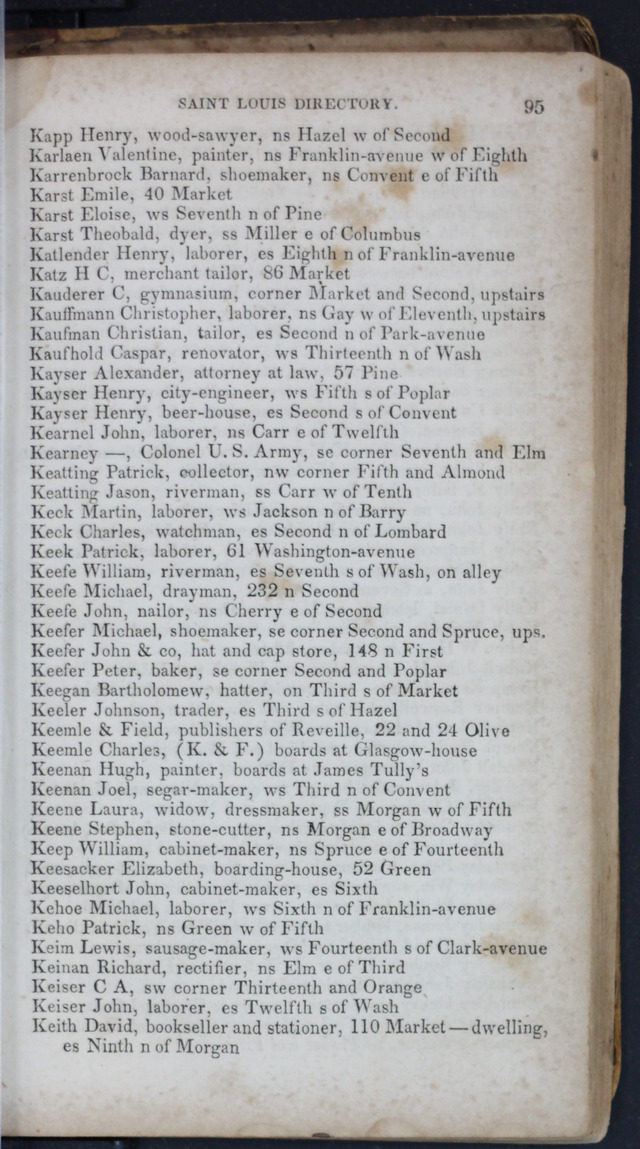 SAINT LOUIS DIRECTORY. 95
Kapp Henry, wood-sawyer, ns Hazel w of Second
Karlaen Valentine, painter, ns Franklin-avenue w of Eighth
Karrenbrock Barnard, shoemaker, ns Convent e of Fifth
Karst Emile, 40 Market
Karst Eloise, ws Seventh n of Pine
Karst Theobald, dyer, ss Miller e of Columbus
Katlender Henry, laborer, es Eighth n of Franklin-avenue
Katz H C, merchant tailor, 86 Market
Kauderer C, gymnasium, corner Market and Second, upstairs
Kauffmann Christopher, laborer, ns Gay w of Eleventh, upstairs
Kaufman Christian, tailor, es Second n of Park-avenue
Kaufhold Caspar, renovator, ws Thirteenth n of Wash
Kayser Alexander, attorney at law, 57 Pine
Kayser Henry, city-engineer, ws Fifth s of Poplar
Kayser Henry, beer-house, es Second s of Convent
Kearnel John, laborer, ns Carr e of Twelfth
Kearney —, Colonel U. S. Army, se corner Seventh and Elm
Keatting Patrick, collector, nw corner Fifth and Almond
Keatting Jason, riverman, ss Carr w of Tenth
Keck Martin, laborer, ws Jackson n of Barry
Keck Charles, watchman, es Second n of Lombard
Keek Patrick, laborer, 61 Washington-avenue
Keefe William, riverman, es Seventh s of Wash, on alley
Keefe Michael, drayman, 232 n Second
Keefe John, nailor, ns Cherry e of Second
Keefer Michael, shoemaker, se corner Second and Spruce, ups.
Keefer John & co, hat and cap store, 148 n First
Keefer Peter, baker, se corner Second and Poplar
Keegan Bartholomew, hatter, on Third s of Market
Keeler Johnson, trader, es Third s of Hazel
Keemle & Field, publishers of Reveille, 22 and 24 Olive
Keemle Charles, (K. & F.) boards at Glasgow-house
Keenan Hugh, painter, boards at James Tully's
Keenan Joel, segar-maker, ws Third n of Convent
Keene Laura, widow, dressmaker, ss Morgan w of Fifth
Keene Stephen, stone-cutter, ns Morgan e of Broadway
Keep William, cabinet-maker, ns Spruce e of Fourteenth
Keesacker Elizabeth, boarding-house, 52 Green
Keeselhort John, cabinet-maker, es Sixth
Kehoe Michael, laborer, ws Sixth n of Franklin-avenue
Keho Patrick, ns Green w of Fifth
Keim Lewis, sausage-maker, ws Fourteenth s of Clark-avenue
Keinan Richard, rectifier, ns Elm e of Third
Keiser C A, sw corner Thirteenth and Orange
Keiser John, laborer, es Twelfth s of Wash
Keith David, bookseller and stationer, 110 Market—dwelling,
es Ninth n of Morgan